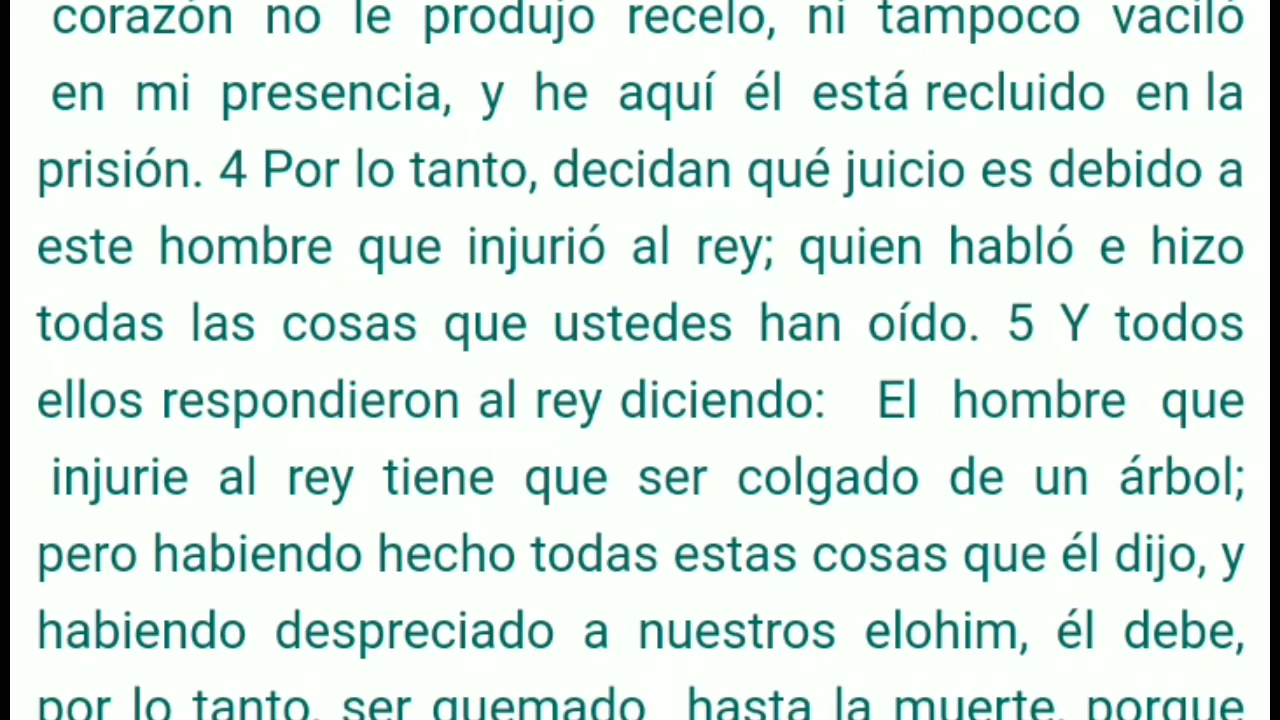 corazón no le produjo recelo, ni tampoco vaciló
en mi presencia, y he aquí él está recluido en la
prisión. 4 Por lo tanto, decidan qué juicio es debido a
este hombre que injurió al rey; quien habló e hizo
todas las cosas que ustedes han oído. 5 Y todos
ellos respondieron al rey diciendo: El hombre que
injurie al rey tiene que ser colgado de un árbol;
pero habiendo hecho todas estas cosas que él dijo, y
habiendo despreciado a nuestros elohim, él debe,
por lo tanto, ser quemado hasta la muerte, porque